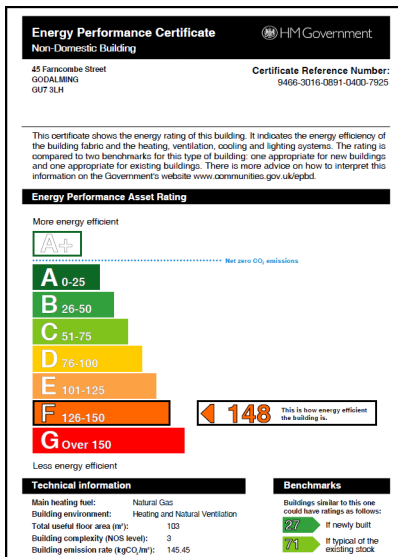 Energy Performance Certificate
Non-Domestic Building
HM Government
45 Farncombe Street
GODALMING
GU7 3LH
Certificate Reference Number:
9466-3016-0891-0400-7925
This certificate shows the energy rating of this building. It indicates the energy efficiency of
the building fabric and the heating, ventilation, cooling and lighting systems. The rating is
compared to two benchmarks for this type of building: one appropriate for new buildings
and one appropriate for existing buildings. There is more advice on how to interpret this
information on the Government's website www.communities.gov.uk/epbd.
Energy Performance Asset Rating
More energy efficient
A+
Net zero CO₂ emissions
A 0-25
B 26-50
C 51-75
D 76-100
E 101-125
F 126-150
148 This is how energy efficient
the building is.
G Over 150
Less energy efficient
Technical information
Main heating fuel: Natural Gas
Building environment: Heating and Natural Ventilation
Total useful floor area (m²): 103
Building complexity (NOS level): 3
Building emission rate (kgCO₂/m²): 145.45
Benchmarks
Buildings similar to this one
could have ratings as follows:
27 If newly built
71 If typical of the
existing stock